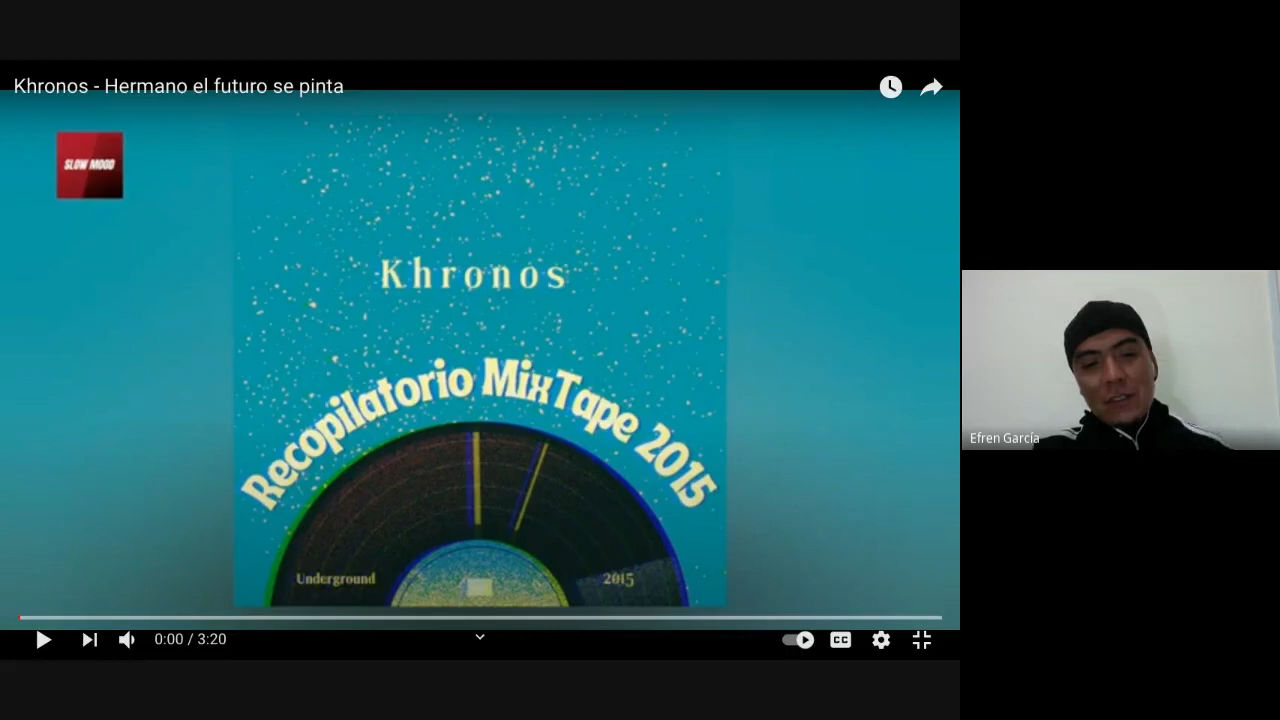 Khronos - Hermano el futuro se pinta
SLOW MOOD
Khronos
Recopilatorio MixTape 2015
Underground
2015
Efren García
0:00 / 3:20
CC